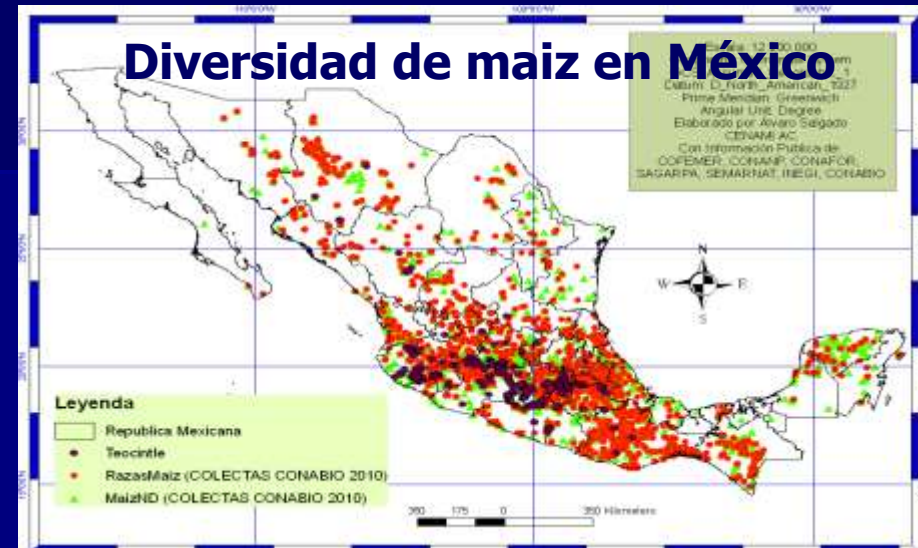 Diversidad de maiz en México
Datum: D_North_American_1927
Prime Meridian: Greenwich
Angular Unit: Degree
Elaborado por Alvaro Salgado
CENAMI AC
Con Información Publica de:
COFEMER, CONANP, CONAFOR,
SAGARPA, SEMARNAT, INEGI, CONABIO
N
W E
S
Leyenda
Republica Mexicana
Teocintle
RazasMaiz (COLECTAS CONABIO 2010)
MaizND (COLECTAS CONABIO 2010)
350 175 0 350 Kilometers